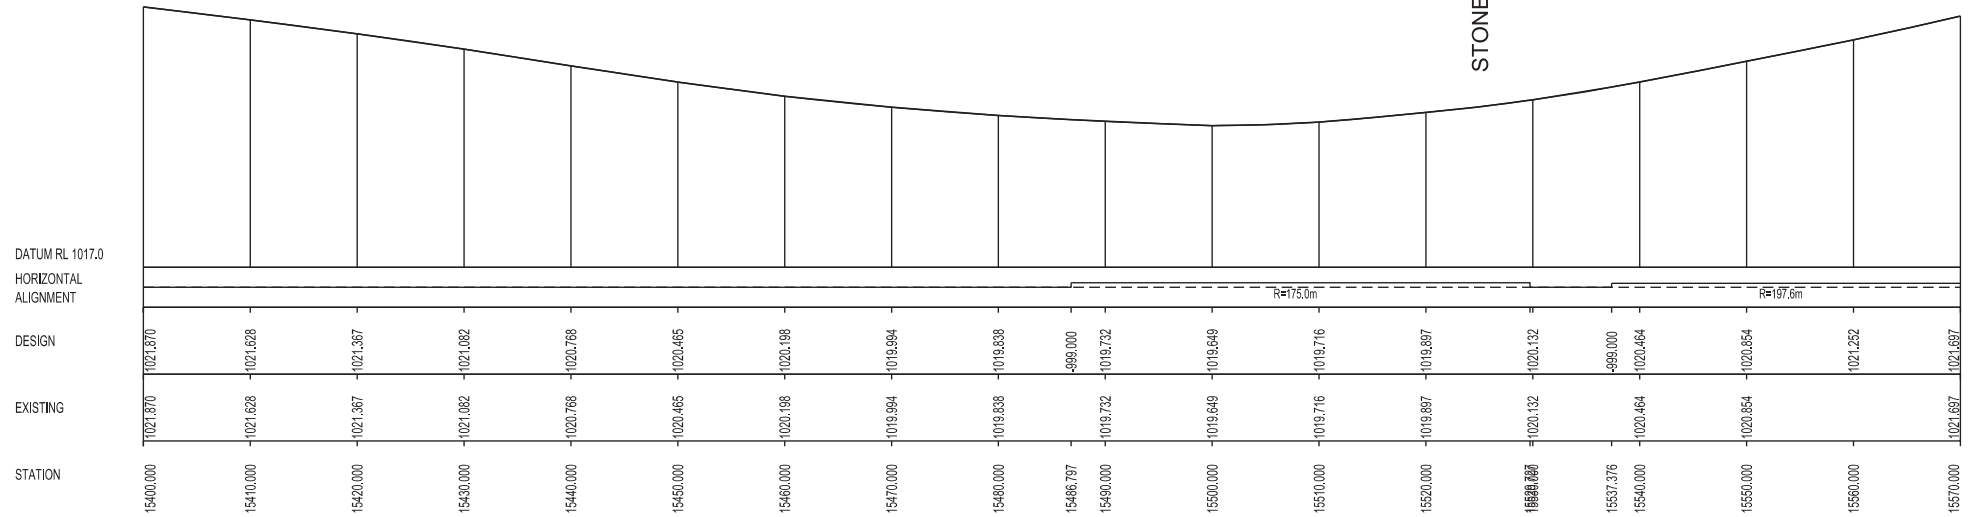 STONE
DATUM RL 1017.0
HORIZONTAL
ALIGNMENT
R=175.0m R=197.6m
DESIGN 1021.870 1021.628 1021.367 1021.082 1020.768 1020.465 1020.198 1019.994 1019.838 -999.000 1019.732 1019.649 1019.716 1019.897 1020.132 -999.000 1020.464 1020.854 1021.252 1021.697
EXISTING 1021.870 1021.628 1021.367 1021.082 1020.768 1020.465 1020.198 1019.994 1019.838 1019.732 1019.649 1019.716 1019.897 1020.132 1020.464 1020.854 1021.697
STATION 15400.000 15410.000 15420.000 15430.000 15440.000 15450.000 15460.000 15470.000 15480.000 15486.797 15490.000 15500.000 15510.000 15520.000 15537.376 15540.000 15550.000 15560.000 15570.000